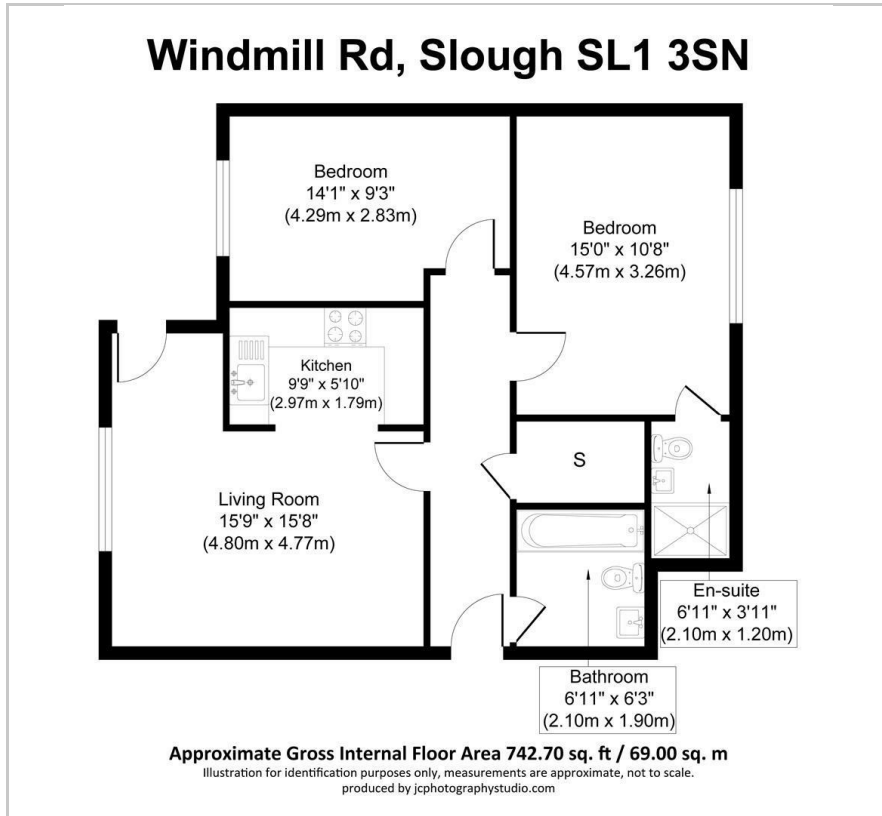 Windmill Rd, Slough SL1 3SN
Bedroom
14'1" x 9'3"
(4.29m x 2.83m)
Bedroom
15'0" x 10'8"
(4.57m x 3.26m)
Kitchen
9'9" x 5'10"
(2.97m x 1.79m)
S
Living Room
15'9" x 15'8"
(4.80m x 4.77m)
En-suite
6'11" x 3'11"
(2.10m x 1.20m)
Bathroom
6'11" x 6'3"
(2.10m x 1.90m)
Approximate Gross Internal Floor Area 742.70 sq. ft / 69.00 sq. m
Illustration for identification purposes only, measurements are approximate, not to scale.
produced by jcphotographystudio.com